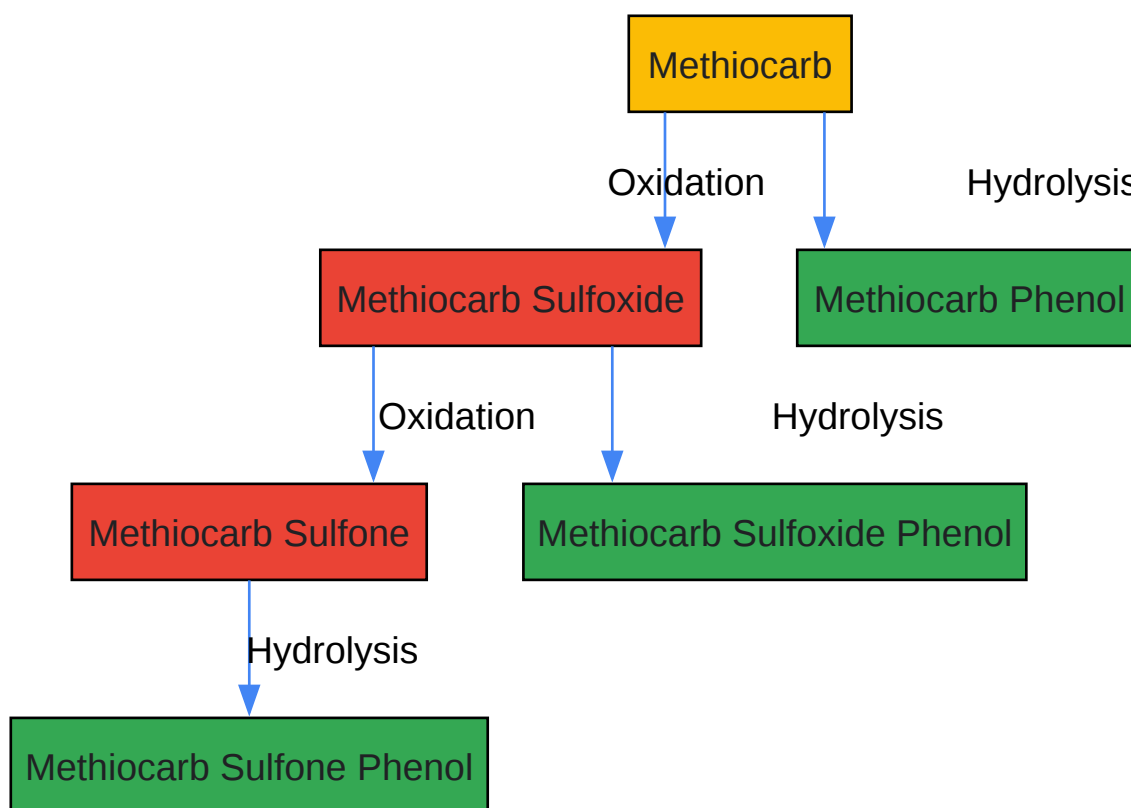 Methiocarb
Oxidation
Hydrolysis
Methiocarb Sulfoxide
Methiocarb Phenol
Oxidation
Hydrolysis
Methiocarb Sulfone
Methiocarb Sulfoxide Phenol
Hydrolysis
Methiocarb Sulfone Phenol